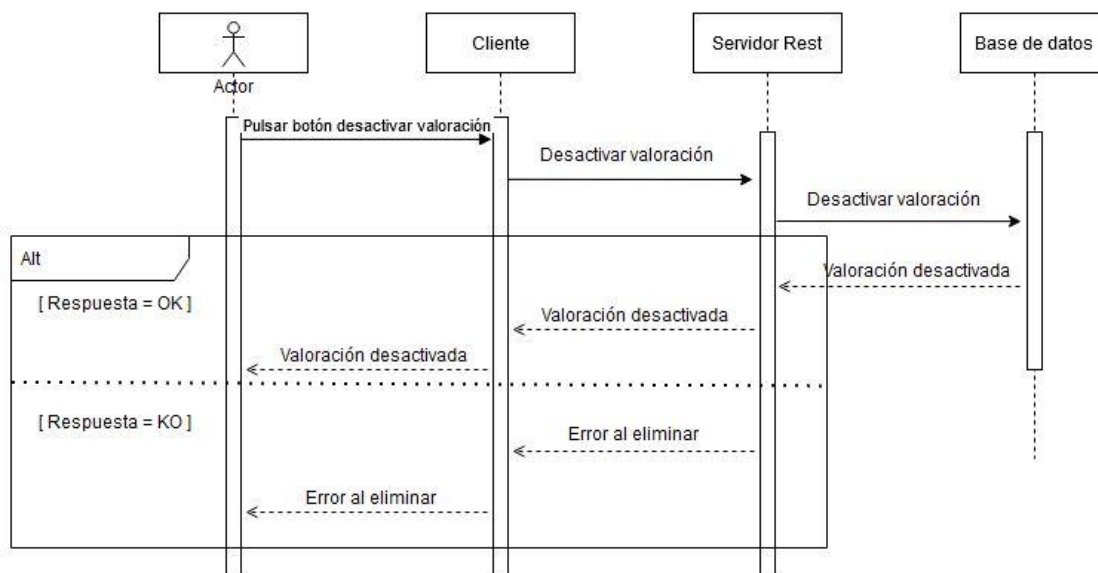 Cliente
Servidor Rest
Base de datos
Actor
Pulsar botón desactivar valoración
Desactivar valoración
Desactivar valoración
Alt
Valoración desactivada
[ Respuesta = OK ]
Valoración desactivada
Valoración desactivada
[ Respuesta = KO ]
Error al eliminar
Error al eliminar